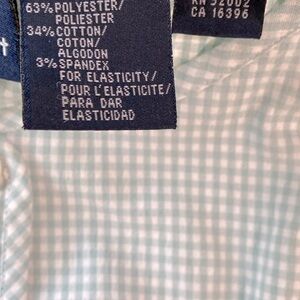 63% POLYESTER/
POLIESTER
34% COTTON/
COTON/
ALGODON
3% SPANDEX
FOR ELASTICITY/
POUR L'ELASTICITE/
PARA DAR
ELASTICIDAD
RN 52002
CA 16396
t